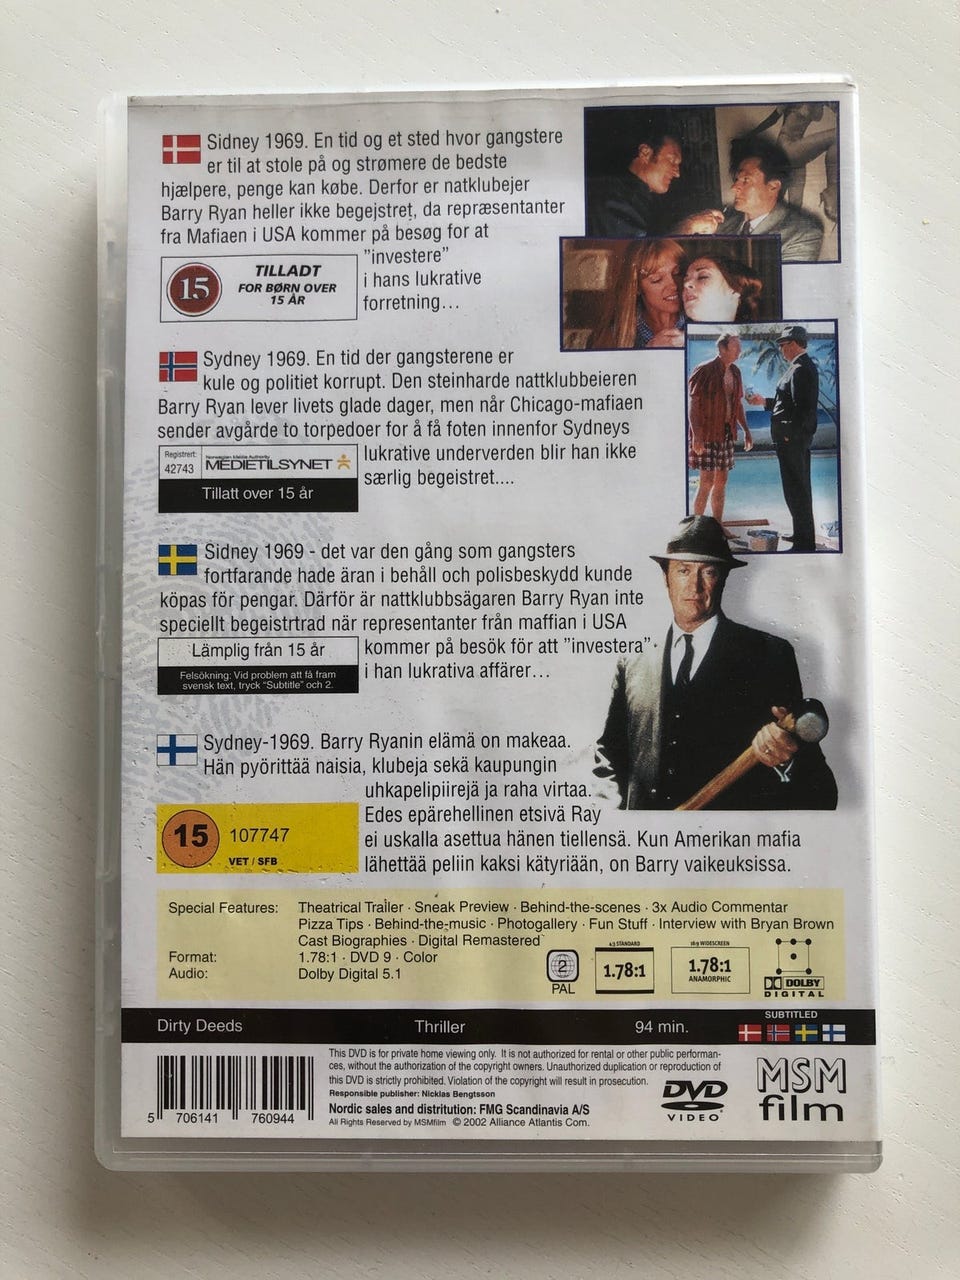 Sidney 1969. En tid og et sted hvor gangstere
er til at stole på og strømere de bedste
hjælpere, penge kan købe. Derfor er natklubejer
Barry Ryan heller ikke begejstret, da repræsentanter
fra Mafiaen i USA kommer på besøg for at
"investere"
i hans lukrative
forretning...
15
TILLADT
FOR BØRN OVER
15 ÅR
Sydney 1969. En tid der gangsterene er
kule og politiet korrupt. Den steinharde nattklubbeieren
Barry Ryan lever livets glade dager, men når Chicago-mafiaen
sender avgårde to torpedoer for å få foten innenfor Sydneys
lukrative underverden blir han ikke
særlig begeistret....
Registrert:
42743
Norwegian Media Authority
MEDIETILSYNET
Tillatt over 15 år
Sidney 1969 - det var den gång som gangsters
fortfarande hade äran i behåll och polisbeskydd kunde
köpas för pengar. Därför är nattklubbsägaren Barry Ryan inte
speciellt begeistrtrad när representanter från maffian i USA
kommer på besök för att "investera"
i han lukrativa affärer...
Lämplig från 15 år
Felsökning: Vid problem att få fram
svensk text, tryck "Subtitle" och 2.
Sydney-1969. Barry Ryanin elämä on makeaa.
Hän pyörittää naisia, klubeja sekä kaupungin
uhkapelipiirejä ja raha virtaa.
Edes epärehellinen etsivä Ray
ei uskalla asettua hänen tiellensä. Kun Amerikan mafia
lähettää peliin kaksi kätyriään, on Barry vaikeuksissa.
15
107747
VET / SFB
Special Features: Theatrical Trailer · Sneak Preview · Behind-the-scenes · 3x Audio Commentar
Pizza Tips · Behind-the-music · Photogallery · Fun Stuff · Interview with Bryan Brown
Cast Biographies · Digital Remastered
Format: 1.78:1 · DVD 9 · Color
Audio: Dolby Digital 5.1
2
PAL
4:3 STANDARD
1.78:1
16:9 WIDESCREEN
1.78:1
ANAMORPHIC
DOLBY
DIGITAL
Dirty Deeds Thriller 94 min.
SUBTITLED
5 706141 760944
This DVD is for private home viewing only. It is not authorized for rental or other public performan-
ces, without the authorization of the copyright owners. Unauthorized duplication or reproduction of
this DVD is strictly prohibited. Violation of the copyright will result in prosecution.
Responsible publisher: Nicklas Bengtsson
Nordic sales and distritution: FMG Scandinavia A/S
All Rights Reserved by MSMfilm © 2002 Alliance Atlantis Com.
DVD
VIDEO
MSM
film